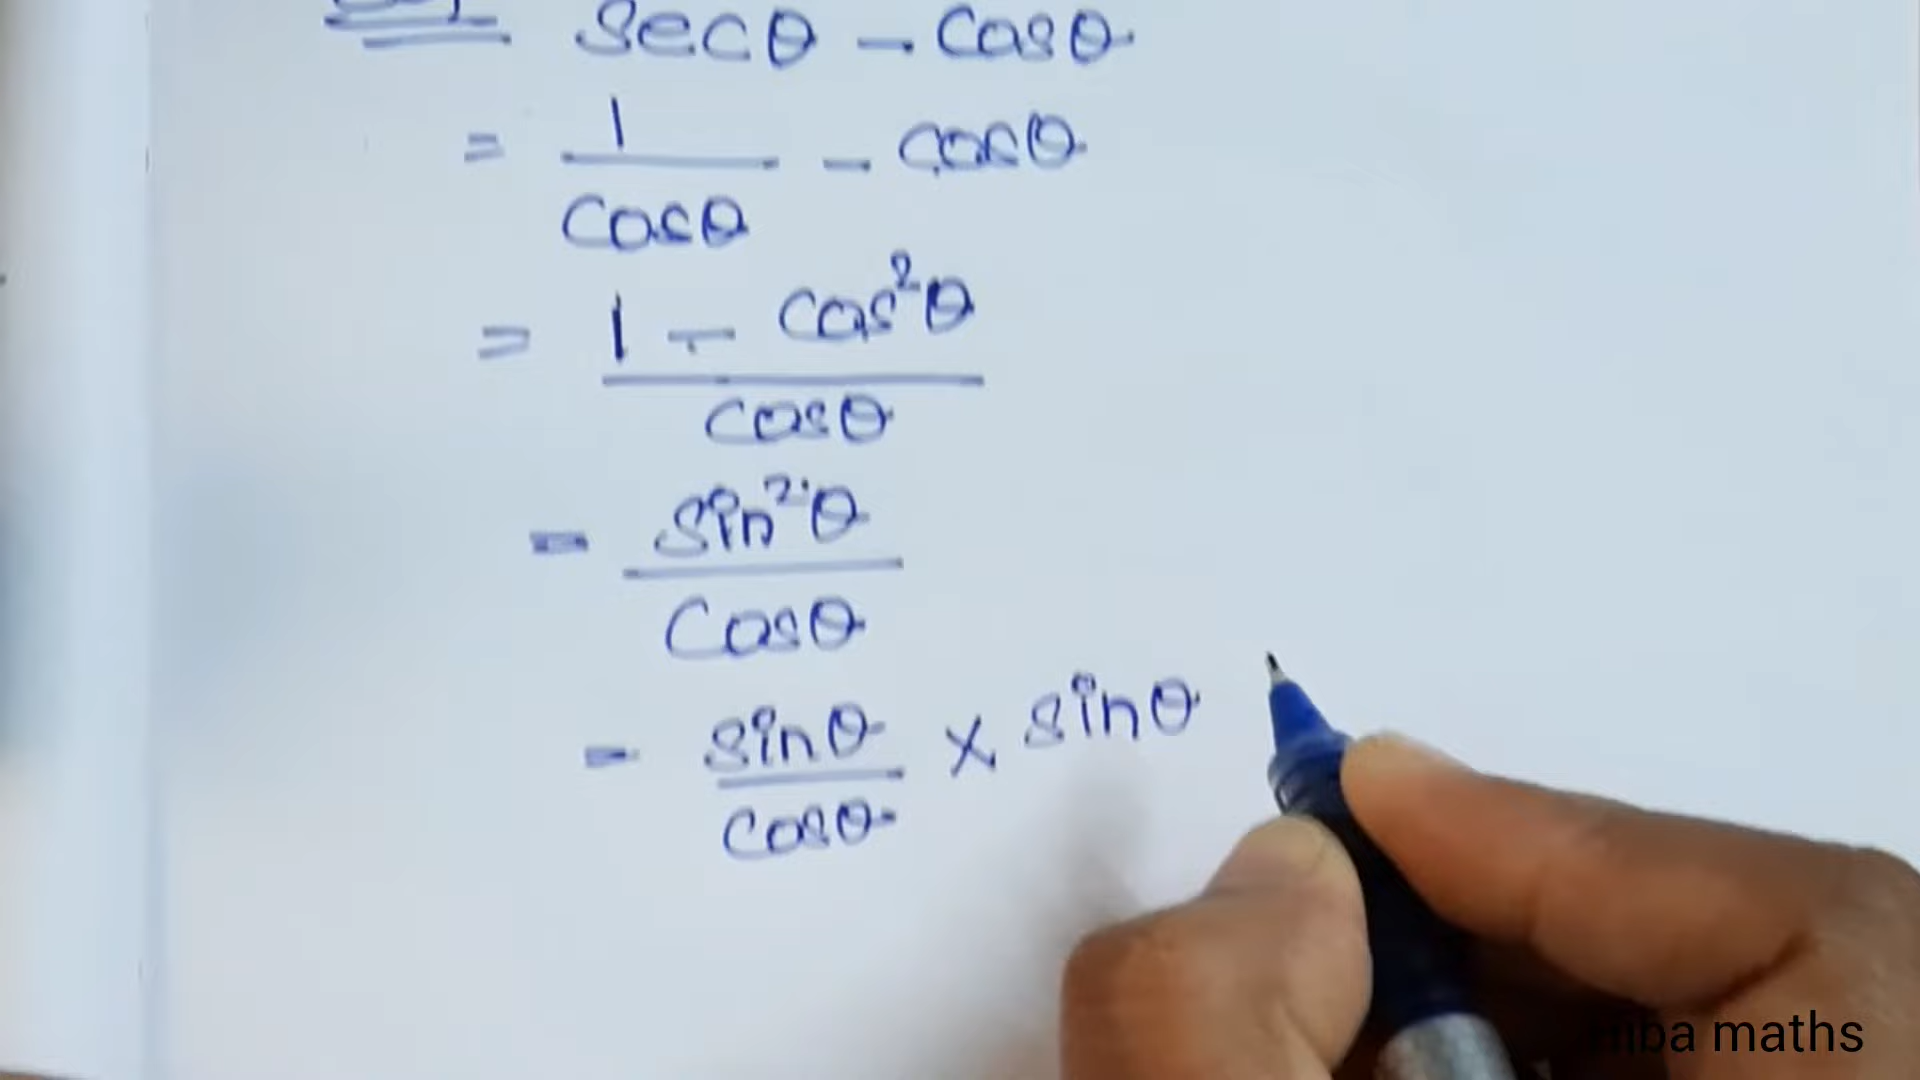 secθ - cosθ.
= 1/cosθ - cosθ
= (1 - cos²θ)/cosθ
= sin²θ/cosθ
= sinθ/cosθ × sinθ
maths